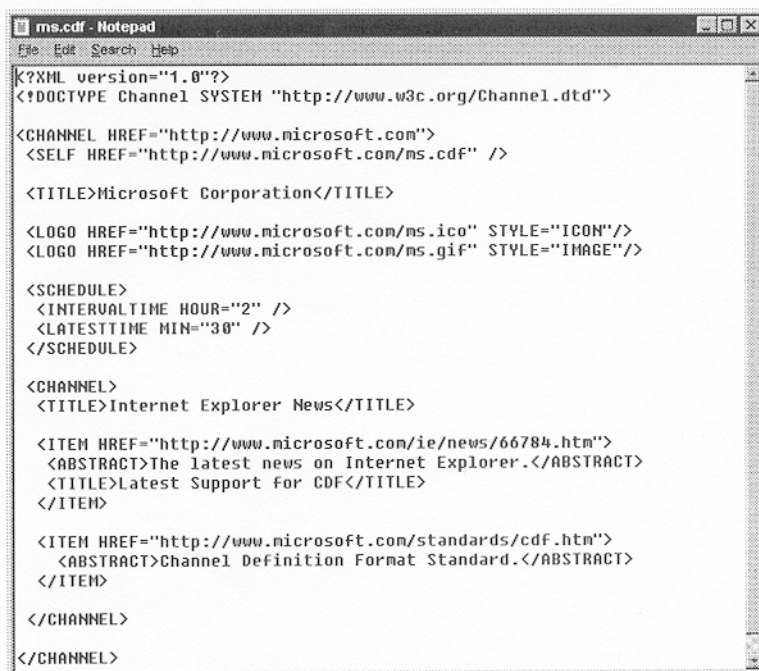 ms.cdf - Notepad
File Edit Search Help
<?XML version="1.0"?>
<!DOCTYPE Channel SYSTEM "http://www.w3c.org/Channel.dtd">
<CHANNEL HREF="http://www.microsoft.com">
<SELF HREF="http://www.microsoft.com/ms.cdf" />
<TITLE>Microsoft Corporation</TITLE>
<LOGO HREF="http://www.microsoft.com/ms.ico" STYLE="ICON"/>
<LOGO HREF="http://www.microsoft.com/ms.gif" STYLE="IMAGE"/>
<SCHEDULE>
<INTERVALTIME HOUR="2" />
<LATESTTIME MIN="30" />
</SCHEDULE>
<CHANNEL>
<TITLE>Internet Explorer News</TITLE>
<ITEM HREF="http://www.microsoft.com/ie/news/66784.htm">
<ABSTRACT>The latest news on Internet Explorer.</ABSTRACT>
<TITLE>Latest Support for CDF</TITLE>
</ITEM>
<ITEM HREF="http://www.microsoft.com/standards/cdf.htm">
<ABSTRACT>Channel Definition Format Standard.</ABSTRACT>
</ITEM>
</CHANNEL>
</CHANNEL>